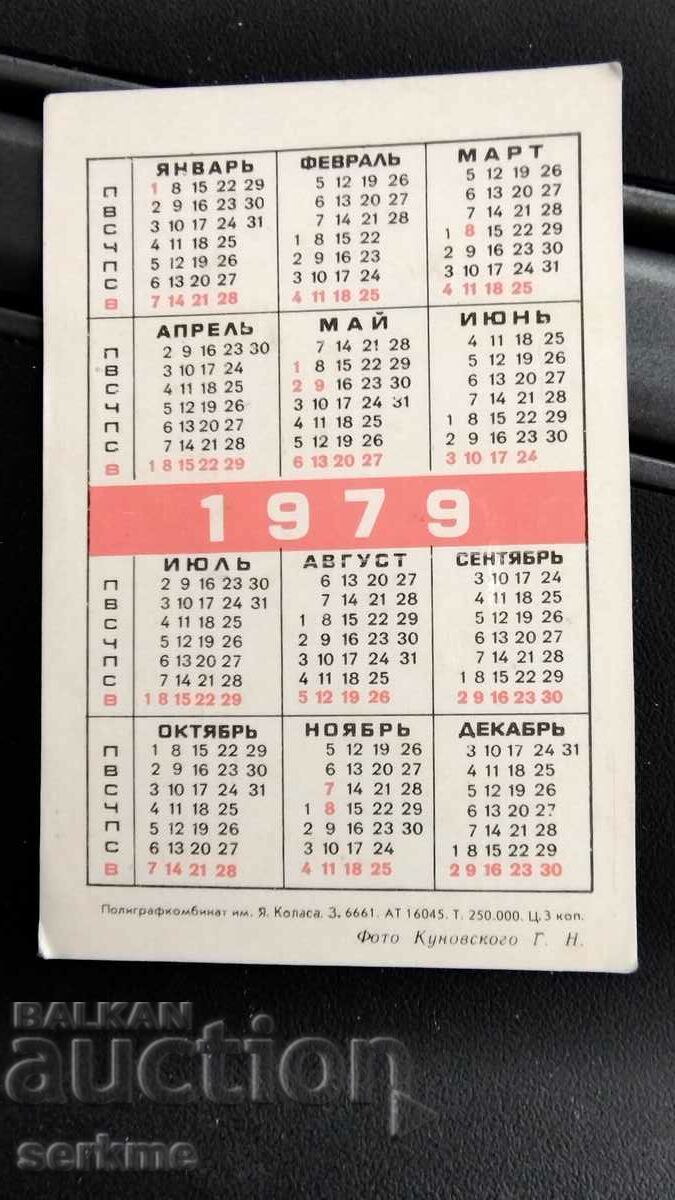 ЯНВАРЬ ФЕВРАЛЬ МАРТ
П 1 8 15 22 29 5 12 19 26 5 12 19 26
В 2 9 16 23 30 6 13 20 27 6 13 20 27
С 3 10 17 24 31 7 14 21 28 7 14 21 28
Ч 4 11 18 25 1 8 15 22 1 8 15 22 29
П 5 12 19 26 2 9 16 23 2 9 16 23 30
С 6 13 20 27 3 10 17 24 3 10 17 24 31
В 7 14 21 28 4 11 18 25 4 11 18 25
АПРЕЛЬ МАЙ ИЮНЬ
П 2 9 16 23 30 7 14 21 28 4 11 18 25
В 3 10 17 24 1 8 15 22 29 5 12 19 26
С 4 11 18 25 2 9 16 23 30 6 13 20 27
Ч 5 12 19 26 3 10 17 24 31 7 14 21 28
П 6 13 20 27 4 11 18 25 1 8 15 22 29
С 7 14 21 28 5 12 19 26 2 9 16 23 30
В 1 8 15 22 29 6 13 20 27 3 10 17 24
1979
ИЮЛЬ АВГУСТ СЕНТЯБРЬ
П 2 9 16 23 30 6 13 20 27 3 10 17 24
В 3 10 17 24 31 7 14 21 28 4 11 18 25
С 4 11 18 25 1 8 15 22 29 5 12 19 26
Ч 5 12 19 26 2 9 16 23 30 6 13 20 27
П 6 13 20 27 3 10 17 24 31 7 14 21 28
С 7 14 21 28 4 11 18 25 1 8 15 22 29
В 1 8 15 22 29 5 12 19 26 2 9 16 23 30
ОКТЯБРЬ НОЯБРЬ ДЕКАБРЬ
П 1 8 15 22 29 5 12 19 26 3 10 17 24 31
В 2 9 16 23 30 6 13 20 27 4 11 18 25
С 3 10 17 24 31 7 14 21 28 5 12 19 26
Ч 4 11 18 25 1 8 15 22 29 6 13 20 27
П 5 12 19 26 2 9 16 23 30 7 14 21 28
С 6 13 20 27 3 10 17 24 1 8 15 22 29
В 7 14 21 28 4 11 18 25 2 9 16 23 30
Полиграфкомбинат им. Я. Коласа. З. 6661. АТ 16045. Т. 250.000. Ц. 3 коп.
Фото Куновского Г. Н.
BALKAN
auction
serkme